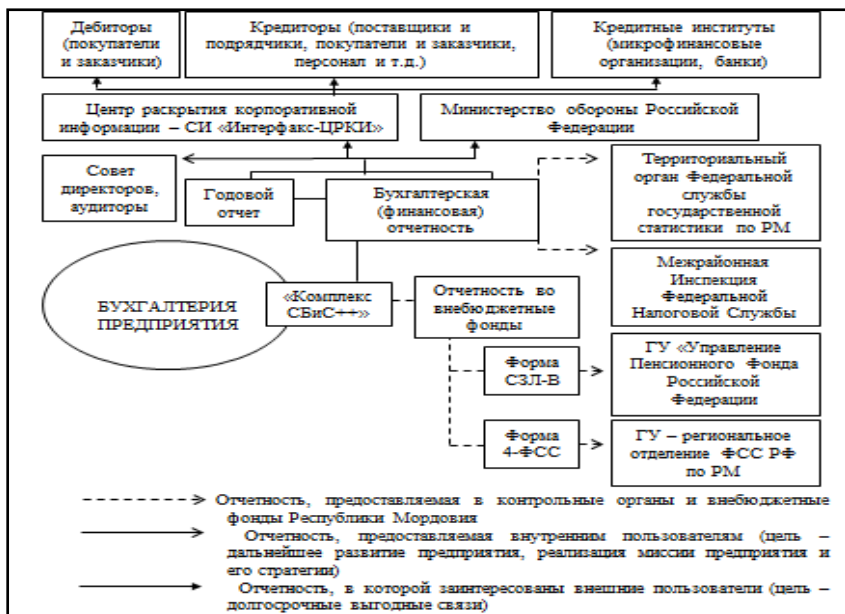 Дебиторы
(покупатели
и заказчики)
Кредиторы (поставщики и
подрядчики, покупатели и заказчики,
персонал и т.д.)
Кредитные институты
(микрофинансовые
организации, банки)
Центр раскрытия корпоративной
информации – СИ «Интерфакс-ЦРКИ»
Министерство обороны Российской
Федерации
Совет
директоров,
аудиторы
Годовой
отчет
Бухгалтерская
(финансовая)
отчетность
Территориальный
орган Федеральной
службы
государственной
статистики по РМ
Межрайонная
Инспекция
Федеральной
Налоговой Службы
БУХГАЛТЕРИЯ
ПРЕДПРИЯТИЯ
«Комплекс
СБиС++»
Отчетность во
внебюджетные
фонды
Форма
СЗЛ-В
ГУ «Управление
Пенсионного Фонда
Российской
Федерации
Форма
4-ФСС
ГУ – региональное
отделение ФСС РФ
по РМ
Отчетность, предоставляемая в контрольные органы и внебюджетные
фонды Республики Мордовия
Отчетность, предоставляемая внутренним пользователям (цель –
дальнейшее развитие предприятия, реализация миссии предприятия и
его стратегии)
Отчетность, в которой заинтересованы внешние пользователи (цель –
долгосрочные выгодные связи)